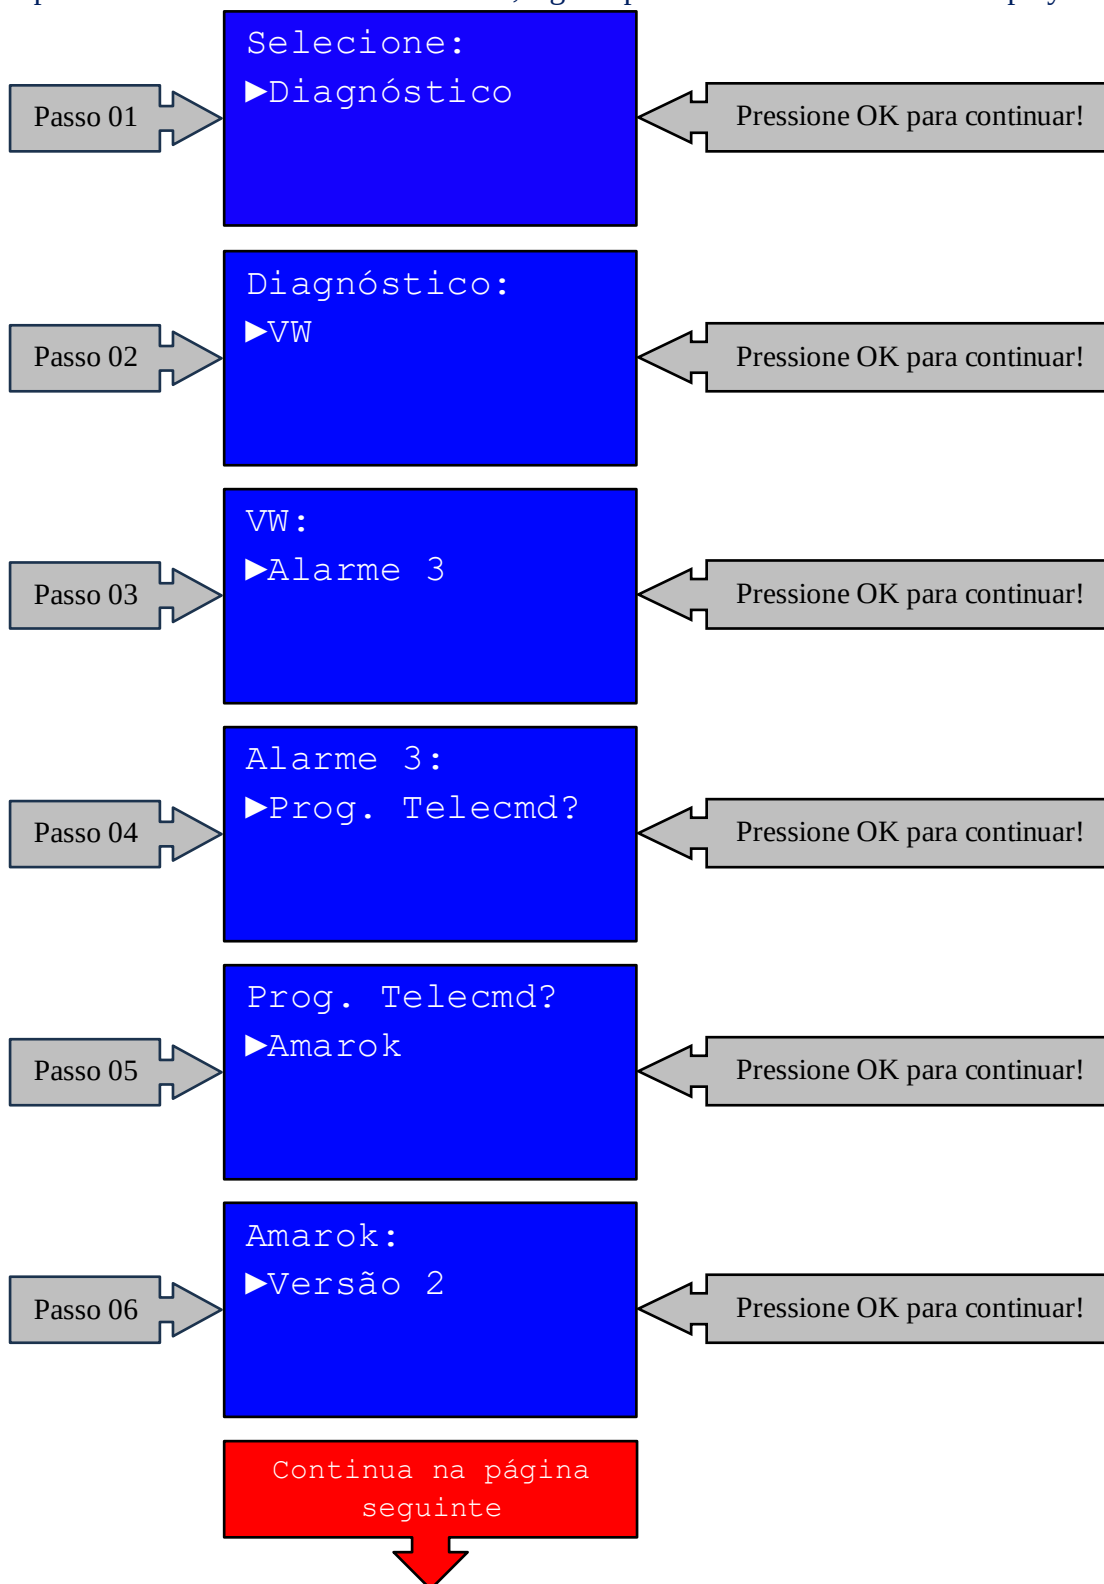 Selecione:
Passo 01
►Diagnóstico
Pressione OK para continuar!
Diagnóstico:
Passo 02
►VW
Pressione OK para continuar!
VW:
Passo 03
►Alarme 3
Pressione OK para continuar!
Alarme 3:
Passo 04
►Prog. Telecmd?
Pressione OK para continuar!
Prog. Telecmd?
Passo 05
►Amarok
Pressione OK para continuar!
Amarok:
Passo 06
►Versão 2
Pressione OK para continuar!
Continua na página
seguinte